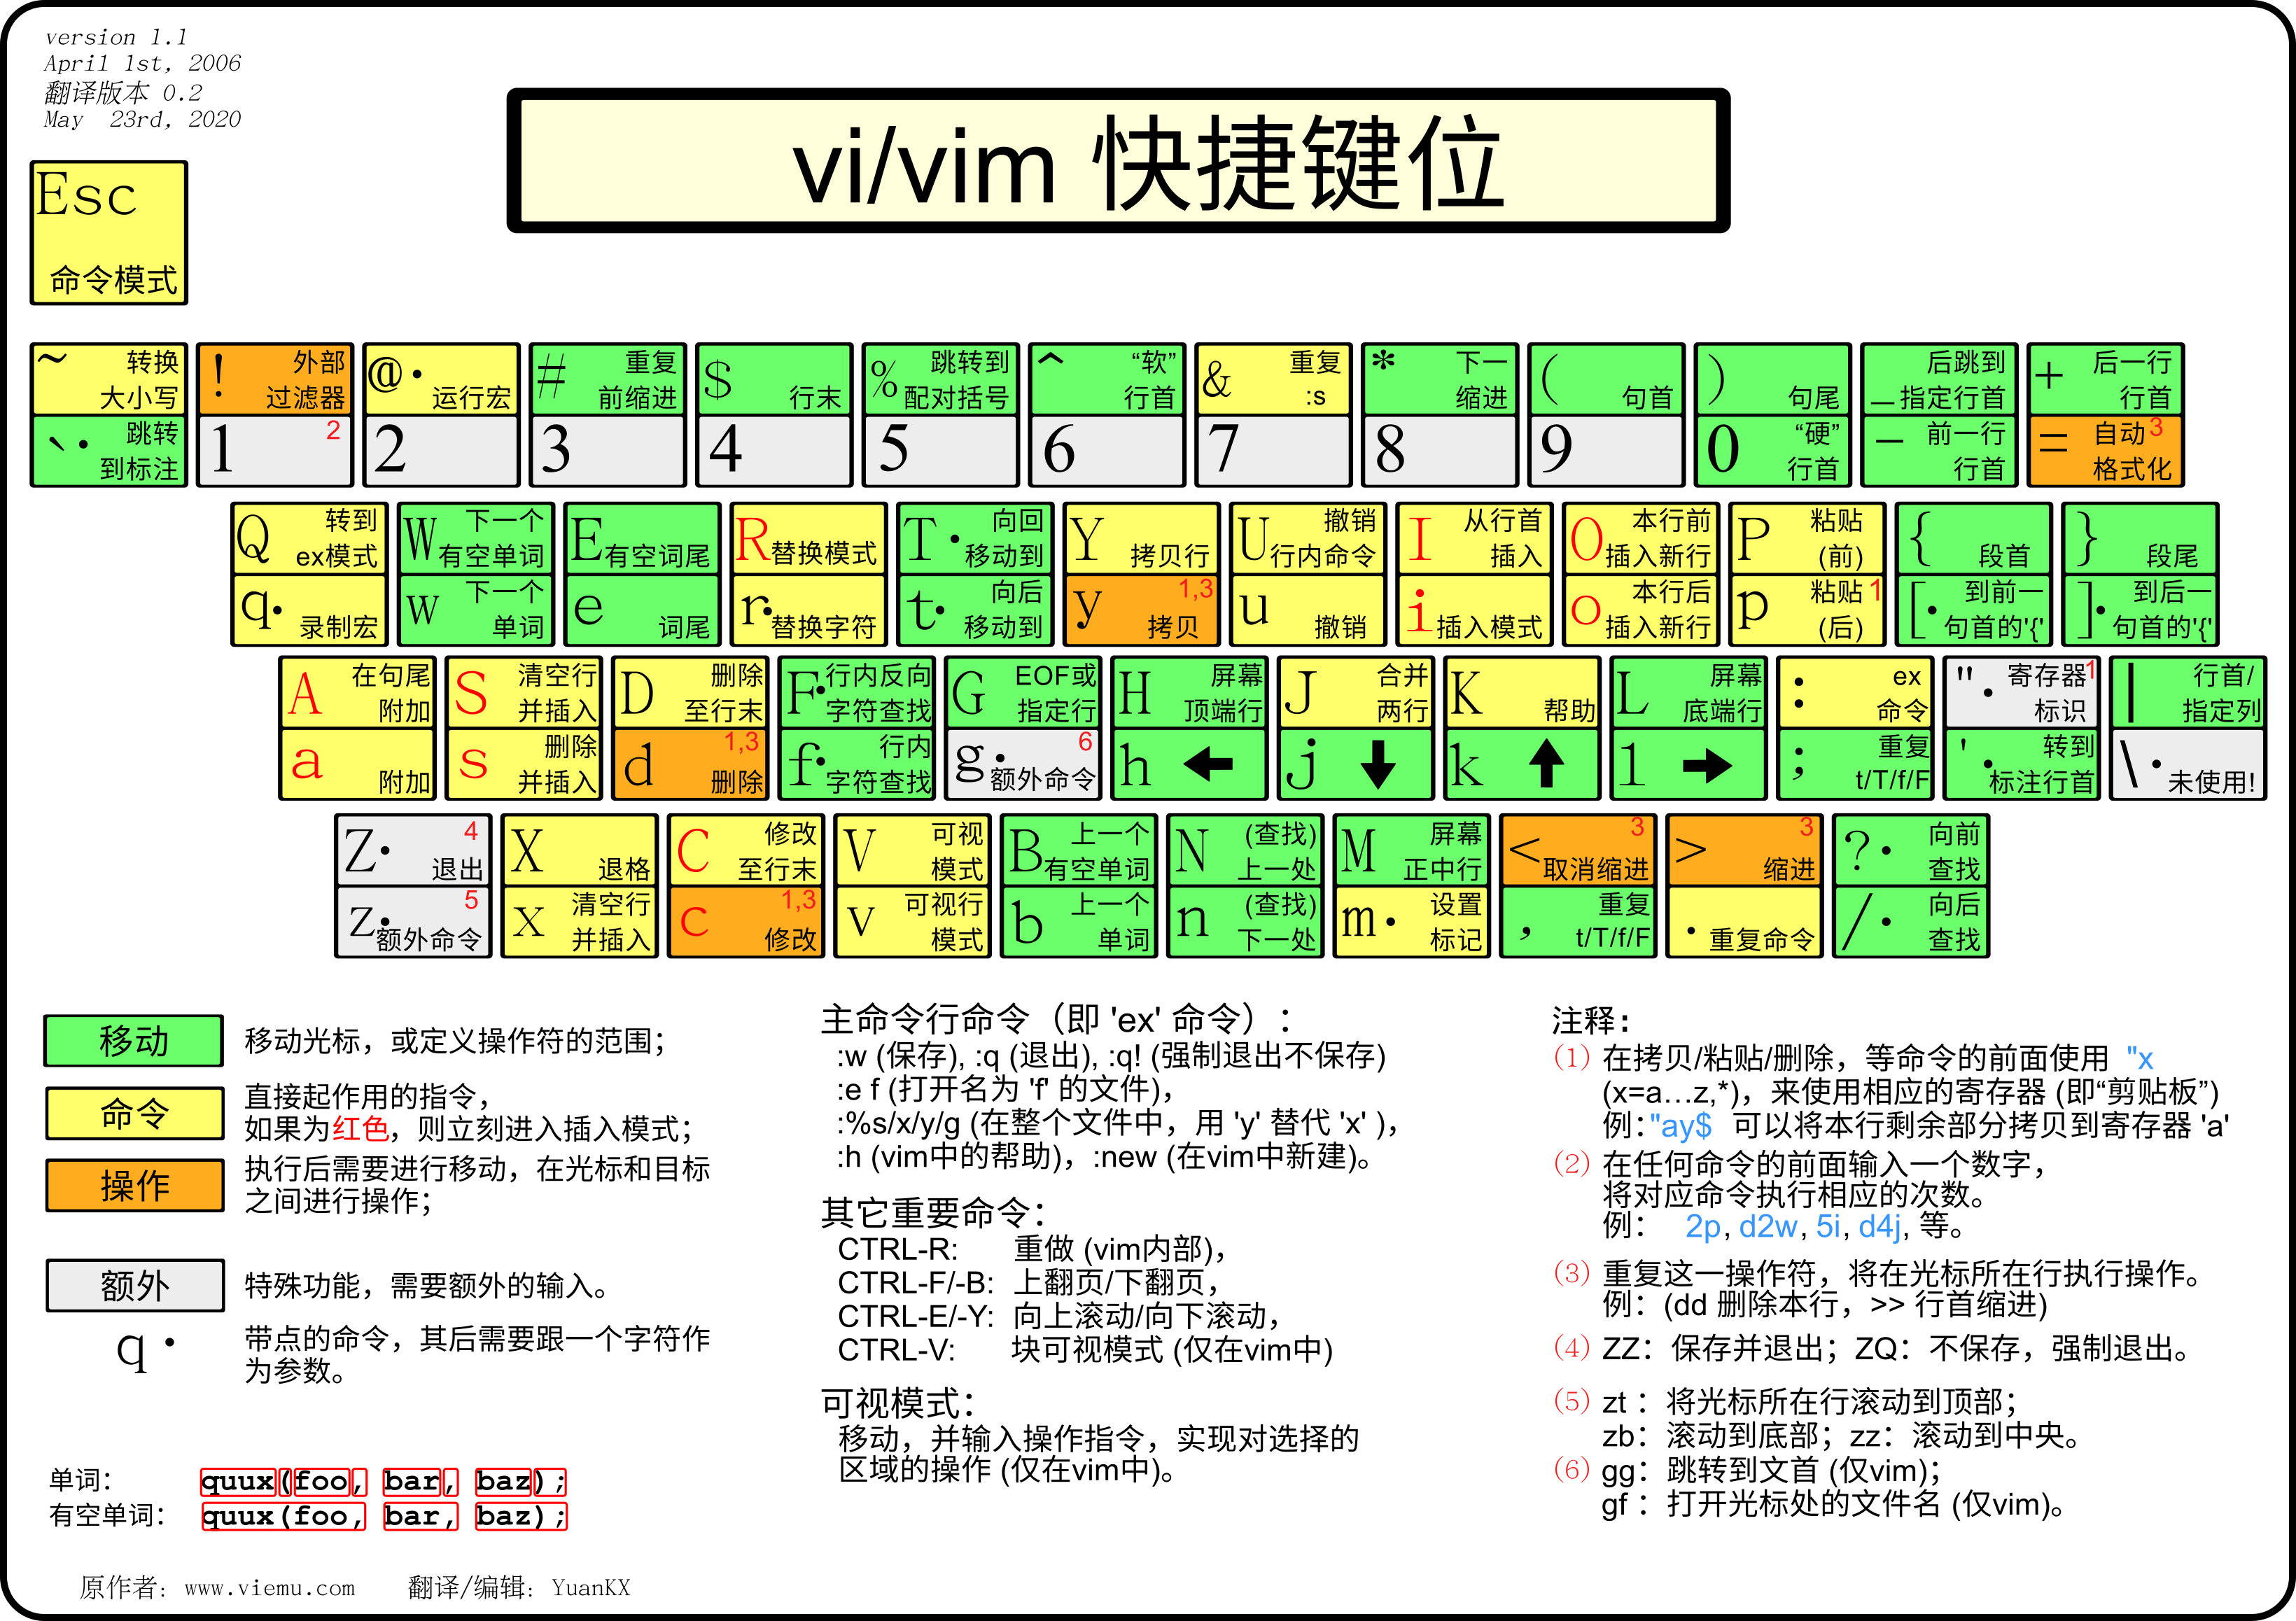 version 1.1
April 1st, 2006
翻译版本 0.2
May 23rd, 2020
vi/vim 快捷键位
Esc
命令模式
~ 转换
大小写
` · 跳转
到标注
! 外部
过滤器
1 2
@· 运行宏
2
# 重复
前缩进
3
$ 行末
4
% 跳转到
配对括号
5
^ “软”
行首
6
& 重复
:s
7
* 下一
缩进
8
( 句首
9
) 句尾
0 “硬”
行首
_ 后跳到
指定行首
- 前一行
行首
+ 后一行
行首
= 自动 3
格式化
Q 转到
ex模式
q· 录制宏
W 下一个
有空单词
w 下一个
单词
E 有空词尾
e 词尾
R 替换模式
r· 替换字符
T· 向回
移动到
t· 向后
移动到
Y 拷贝行
y 1,3
拷贝
U 撤销
行内命令
u 撤销
I 从行首
插入
i 插入模式
O 本行前
插入新行
o 本行后
插入新行
P 粘贴
(前)
p 粘贴 1
(后)
{ 段首
[· 到前一
句首的'{'
} 段尾
]· 到后一
句首的'{'
A 在句尾
附加
a 附加
S 清空行
并插入
s 删除
并插入
D 删除
至行末
d 1,3
删除
F· 行内反向
字符查找
f· 行内
字符查找
G EOF或
指定行
g· 6
额外命令
H 屏幕
顶端行
h
J 合并
两行
j
K 帮助
k
L 屏幕
底端行
l
: ex
命令
; 重复
t/T/f/F
"· 寄存器 1
标识
'· 转到
标注行首
| 行首/
指定列
\· 未使用!
Z· 4
退出
z· 5
额外命令
X 退格
x 清空行
并插入
C 修改
至行末
c 1,3
修改
V 可视
模式
v 可视行
模式
B 上一个
有空单词
b 上一个
单词
N (查找)
上一处
n (查找)
下一处
M 屏幕
正中行
m· 设置
标记
< 3
取消缩进
, 重复
t/T/f/F
> 3
缩进
. 重复命令
?· 向前
查找
/· 向后
查找
移动 移动光标，或定义操作符的范围；
命令 直接起作用的指令，
如果为红色，则立刻进入插入模式；
操作 执行后需要进行移动，在光标和目标
之间进行操作；
额外 特殊功能，需要额外的输入。
q · 带点的命令，其后需要跟一个字符作
为参数。
单词： quux(foo, bar, baz);
有空单词： quux(foo, bar, baz);
原作者：www.viemu.com 翻译/编辑：YuanKX
主命令行命令（即 'ex' 命令）：
:w (保存), :q (退出), :q! (强制退出不保存)
:e f (打开名为 'f' 的文件)，
:%s/x/y/g (在整个文件中，用 'y' 替代 'x' )，
:h (vim中的帮助)，:new (在vim中新建)。
其它重要命令：
CTRL-R: 重做 (vim内部)，
CTRL-F/-B: 上翻页/下翻页，
CTRL-E/-Y: 向上滚动/向下滚动，
CTRL-V: 块可视模式 (仅在vim中)
可视模式：
移动，并输入操作指令，实现对选择的
区域的操作 (仅在vim中)。
注释：
（1）在拷贝/粘贴/删除，等命令的前面使用 "x
(x=a…z,*)，来使用相应的寄存器 (即“剪贴板”)
例："ay$ 可以将本行剩余部分拷贝到寄存器 'a'
（2）在任何命令的前面输入一个数字，
将对应命令执行相应的次数。
例： 2p, d2w, 5i, d4j, 等。
（3）重复这一操作符，将在光标所在行执行操作。
例：(dd 删除本行，>> 行首缩进)
（4）ZZ：保存并退出；ZQ：不保存，强制退出。
（5）zt ：将光标所在行滚动到顶部；
zb：滚动到底部；zz：滚动到中央。
（6）gg：跳转到文首 (仅vim)；
gf ：打开光标处的文件名 (仅vim)。